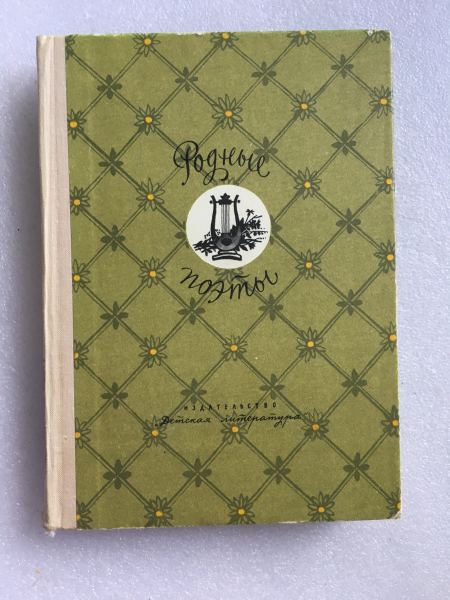 Родные
поэты
ИЗДАТЕЛЬСТВО
„Детская литература“